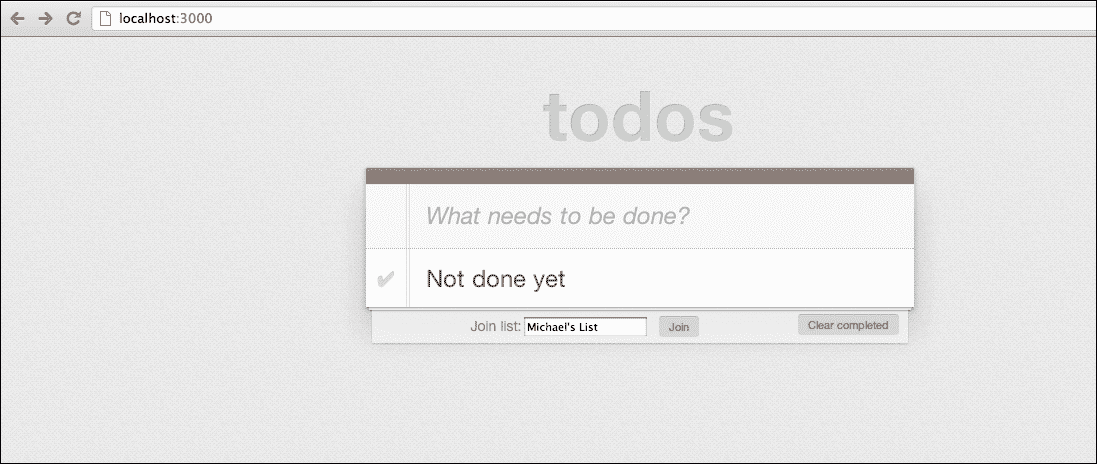 localhost:3000
todos
What needs to be done?
✔ Not done yet
Join list: Michael's List Join Clear completed